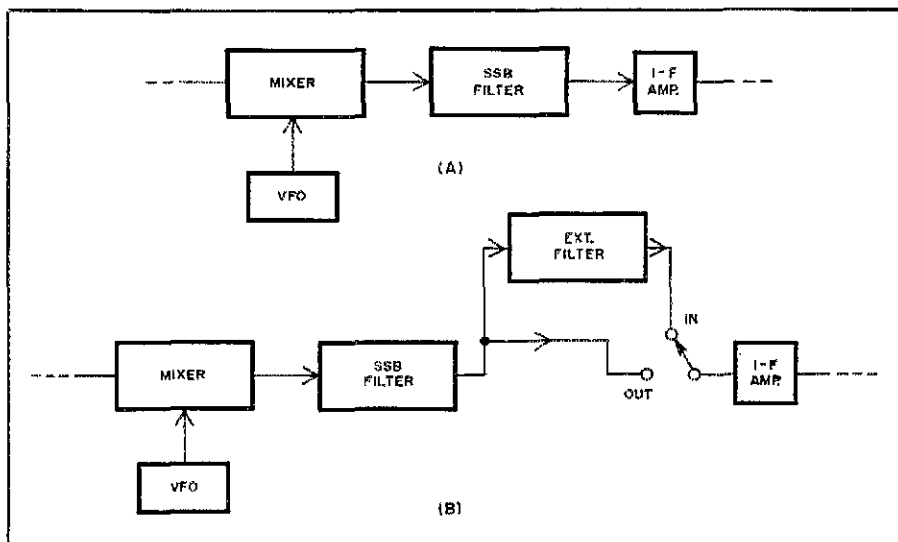 MIXER
SSB
FILTER
I-F
AMP.
VFO
(A)
EXT.
FILTER
IN
MIXER
SSB
FILTER
OUT
I-F
AMP.
VFO
(B)